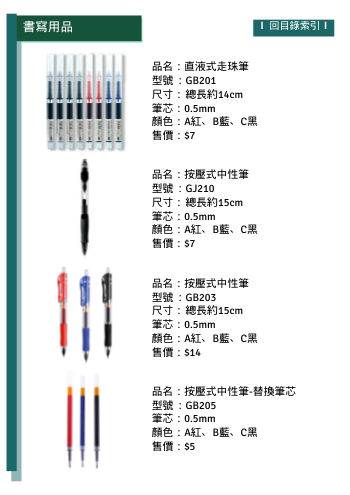 書寫用品
回目錄索引
品名：直液式走珠筆
型號：GB201
尺寸：總長約14cm
筆芯：0.5mm
顏色：A紅、B藍、C黑
售價：$7
品名：按壓式中性筆
型號：GJ210
尺寸：總長約15cm
筆芯：0.5mm
顏色：A紅、B藍、C黑
售價：$7
品名：按壓式中性筆
型號：GB203
尺寸：總長約15cm
筆芯：0.5mm
顏色：A紅、B藍、C黑
售價：$14
品名：按壓式中性筆-替換筆芯
型號：GB205
筆芯：0.5mm
顏色：A紅、B藍、C黑
售價：$5